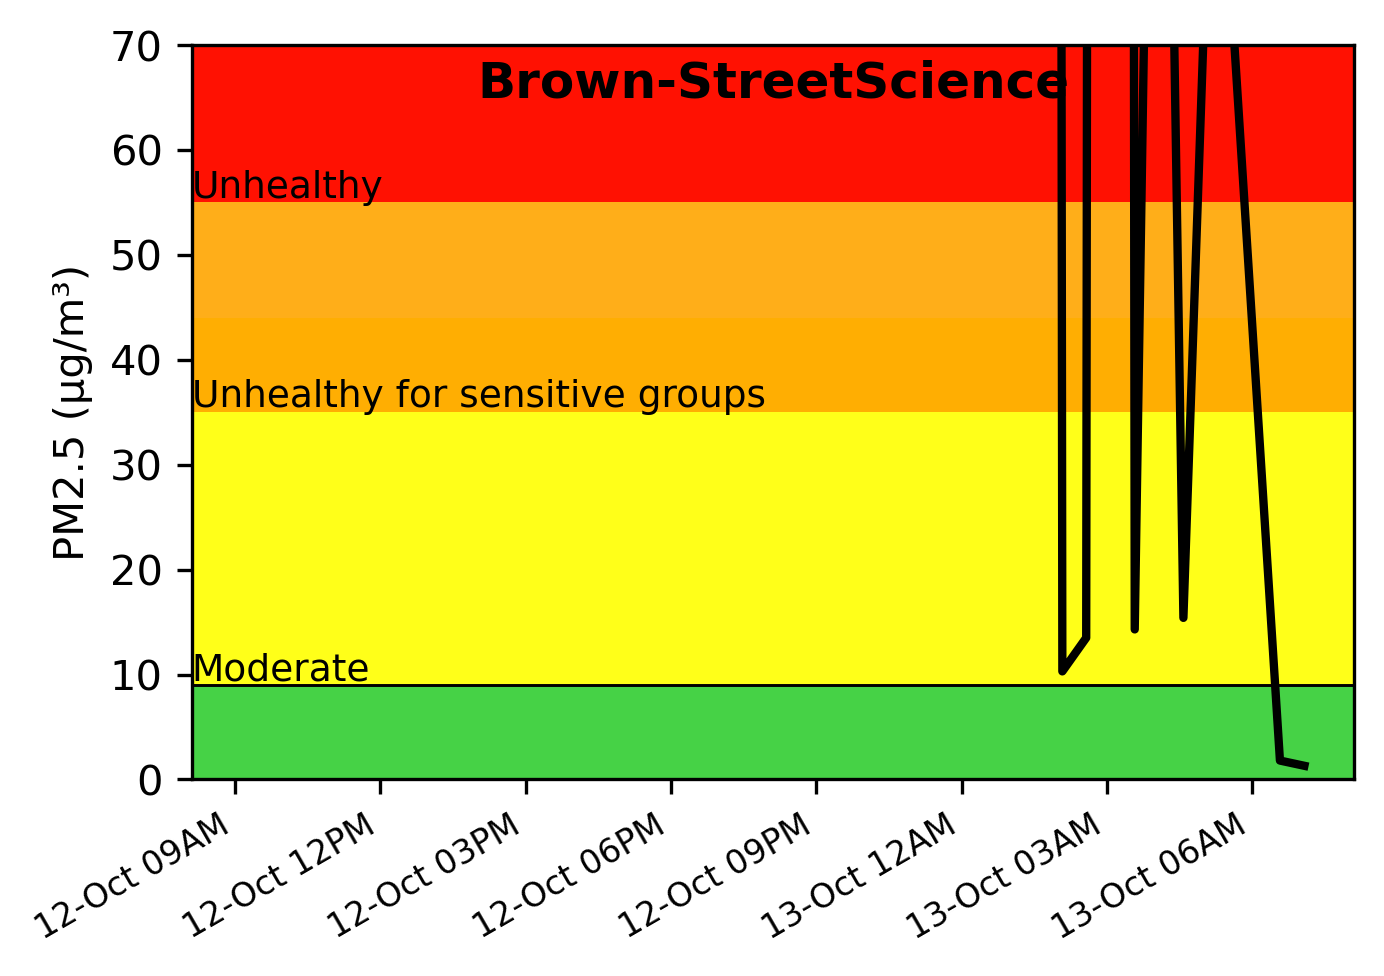 Brown-StreetScience
PM2.5 (µg/m³)
70
60
50
40
30
20
10
0
Unhealthy
Unhealthy for sensitive groups
Moderate
12-Oct 09AM
12-Oct 12PM
12-Oct 03PM
12-Oct 06PM
12-Oct 09PM
13-Oct 12AM
13-Oct 03AM
13-Oct 06AM